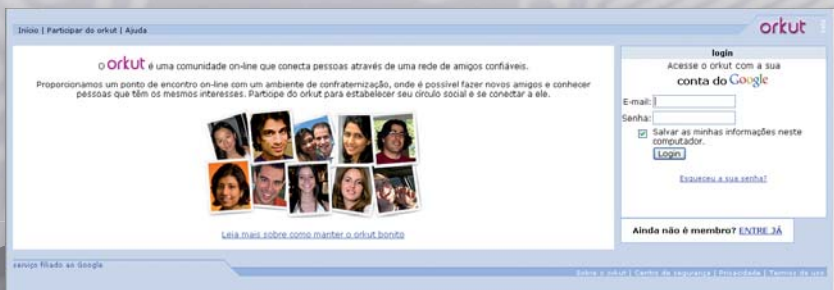 Início | Participar do orkut | Ajuda
orkut
O orkut é uma comunidade on-line que conecta pessoas através de uma rede de amigos confiáveis.
Proporcionamos um ponto de encontro on-line com um ambiente de confraternização, onde é possível fazer novos amigos e conhecer
pessoas que têm os mesmos interesses. Participe do orkut para estabelecer seu círculo social e se conectar a ele.
Leia mais sobre como manter o orkut bonito
login
Acesse o orkut com a sua
conta do Google
E-mail:
Senha:
Salvar as minhas informações neste
computador.
Login
Esqueceu a sua senha?
Ainda não é membro? ENTRE JÁ
serviço filiado ao Google
Sobre o orkut | Centro de segurança | Privacidade | Termos de uso